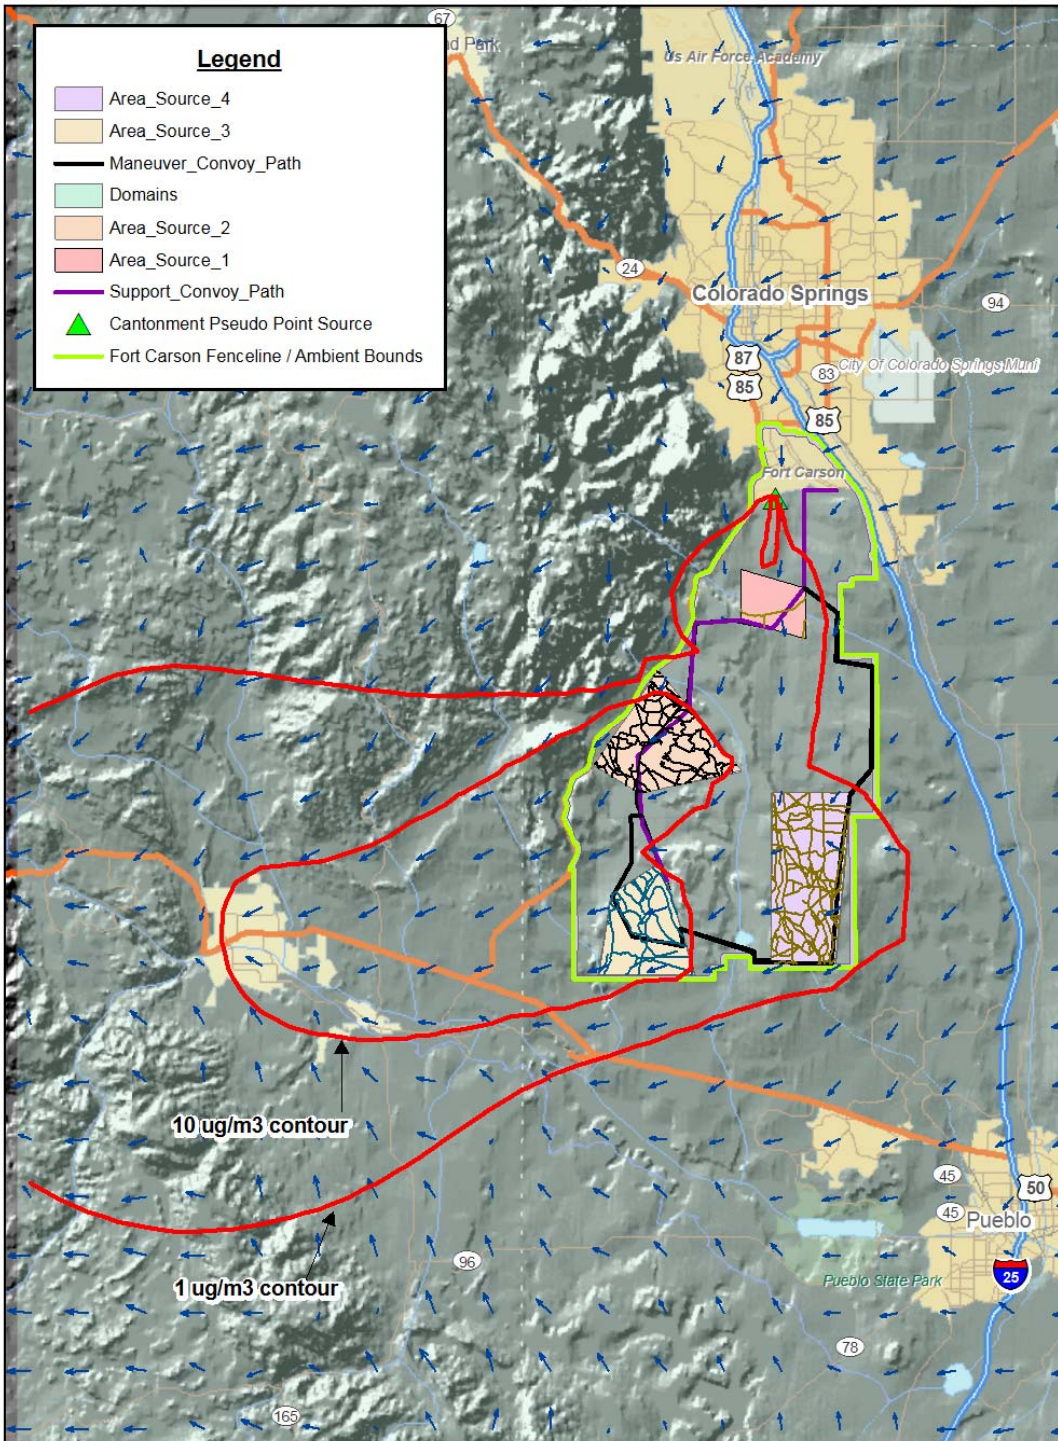 67
nd Park
Us Air Force Academy
Legend
Area_Source_4
Area_Source_3
Maneuver_Convoy_Path
Domains
Area_Source_2
Area_Source_1
Support_Convoy_Path
Cantonment Pseudo Point Source
Fort Carson Fenceline / Ambient Bounds
24
Colorado Springs
94
87
City Of Colorado Springs Muni
83
85
85
Fort Carson
10 ug/m3 contour
45
50
45
Pueblo
96
1 ug/m3 contour
Pueblo State Park
25
78
165